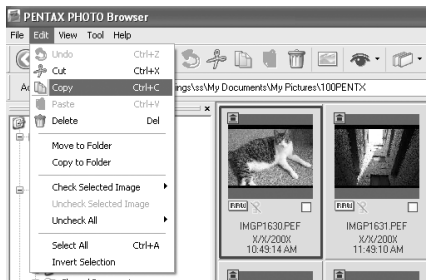 PENTAX PHOTO Browser
File Edit View Tool Help
Undo Ctrl+Z
Cut Ctrl+X
Copy Ctrl+C
Paste Ctrl+V
Delete Del
Move to Folder
Copy to Folder
Check Selected Image
Uncheck Selected Image
Uncheck All
Select All Ctrl+A
Invert Selection
ngs\ss\My Documents\My Pictures\100PENTX
IMGP1630.PEF
X/X/200X
10:49:14 AM
IMGP1631.PEF
X/X/200X
11:49:10 AM